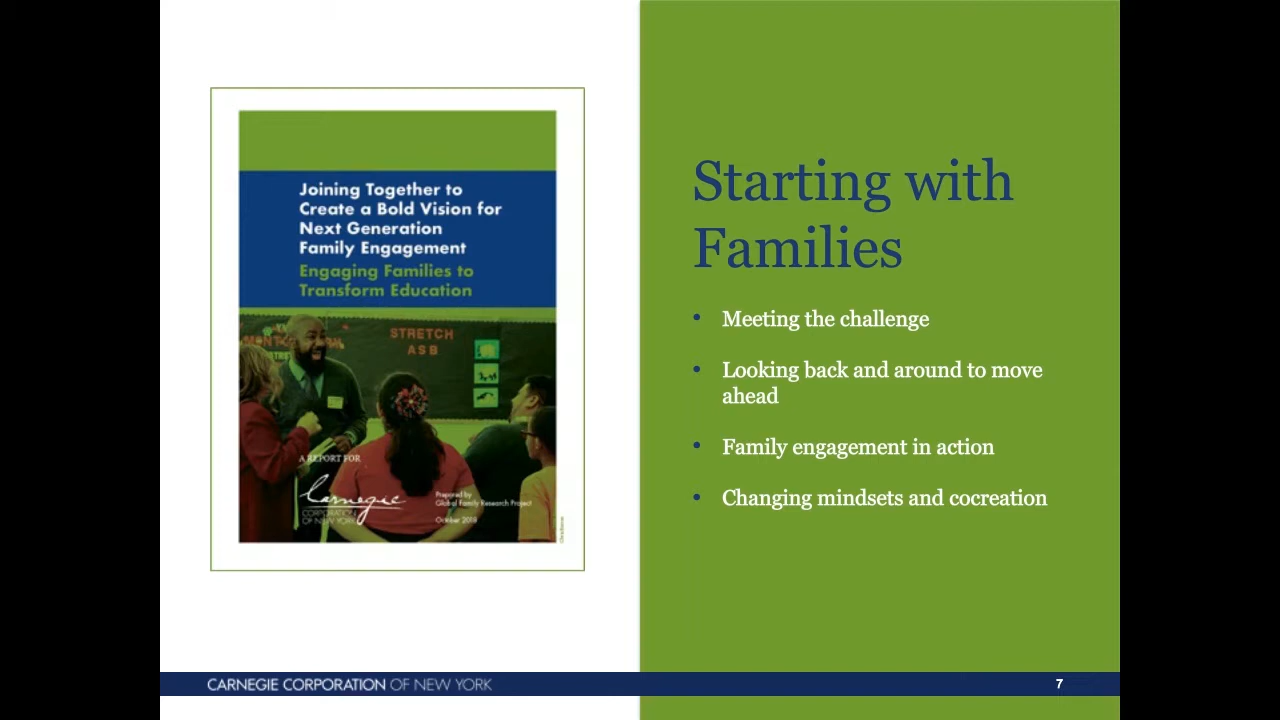 Joining Together to
Create a Bold Vision for
Next Generation
Family Engagement
Engaging Families to
Transform Education
STRETCH
ASB
A REPORT FOR
Carnegie
CORPORATION
OF NEW YORK
Prepared by
Global Family Research Project
October 2018
Starting with
Families
• Meeting the challenge
• Looking back and around to move
ahead
• Family engagement in action
• Changing mindsets and cocreation
CARNEGIE CORPORATION OF NEW YORK
7